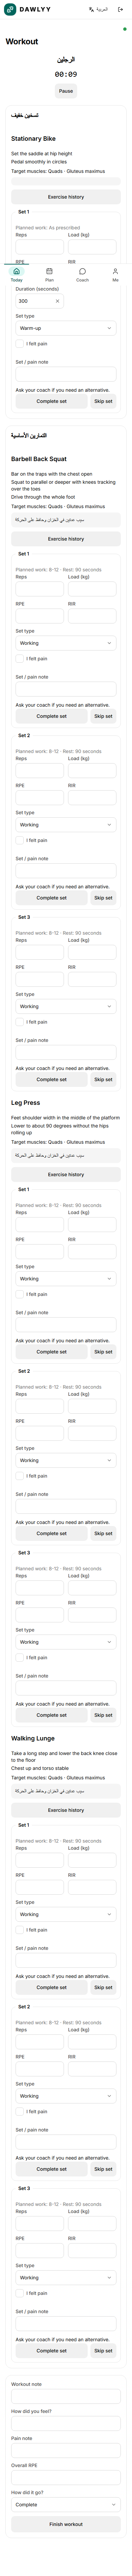 DAWLYY
العربية
Workout
الرجلين
00:09
Pause
تسخين خفيف
Stationary Bike
Set the saddle at hip height
Pedal smoothly in circles
Target muscles: Quads · Gluteus maximus
Exercise history
Set 1
Planned work: As prescribed
Reps
Load (kg)
RPE
RIR
Today
Plan
Coach
Me
Duration (seconds)
300
Set type
Warm-up
I felt pain
Set / pain note
Ask your coach if you need an alternative.
Complete set
Skip set
التمارين الأساسية
Barbell Back Squat
Bar on the traps with the chest open
Squat to parallel or deeper with knees tracking
over the toes
Drive through the whole foot
Target muscles: Quads · Gluteus maximus
سيب عدتين في الخزان وحافظ على الحركة
Exercise history
Set 1
Planned work: 8-12 · Rest: 90 seconds
Reps
Load (kg)
RPE
RIR
Set type
Working
I felt pain
Set / pain note
Ask your coach if you need an alternative.
Complete set
Skip set
Set 2
Planned work: 8-12 · Rest: 90 seconds
Reps
Load (kg)
RPE
RIR
Set type
Working
I felt pain
Set / pain note
Ask your coach if you need an alternative.
Complete set
Skip set
Set 3
Planned work: 8-12 · Rest: 90 seconds
Reps
Load (kg)
RPE
RIR
Set type
Working
I felt pain
Set / pain note
Ask your coach if you need an alternative.
Complete set
Skip set
Leg Press
Feet shoulder width in the middle of the platform
Lower to about 90 degrees without the hips
rolling up
Target muscles: Quads · Gluteus maximus
سيب عدتين في الخزان وحافظ على الحركة
Exercise history
Set 1
Planned work: 8-12 · Rest: 90 seconds
Reps
Load (kg)
RPE
RIR
Set type
Working
I felt pain
Set / pain note
Ask your coach if you need an alternative.
Complete set
Skip set
Set 2
Planned work: 8-12 · Rest: 90 seconds
Reps
Load (kg)
RPE
RIR
Set type
Working
I felt pain
Set / pain note
Ask your coach if you need an alternative.
Complete set
Skip set
Set 3
Planned work: 8-12 · Rest: 90 seconds
Reps
Load (kg)
RPE
RIR
Set type
Working
I felt pain
Set / pain note
Ask your coach if you need an alternative.
Complete set
Skip set
Walking Lunge
Take a long step and lower the back knee close
to the floor
Chest up and torso stable
Target muscles: Quads · Gluteus maximus
سيب عدتين في الخزان وحافظ على الحركة
Exercise history
Set 1
Planned work: 8-12 · Rest: 90 seconds
Reps
Load (kg)
RPE
RIR
Set type
Working
I felt pain
Set / pain note
Ask your coach if you need an alternative.
Complete set
Skip set
Set 2
Planned work: 8-12 · Rest: 90 seconds
Reps
Load (kg)
RPE
RIR
Set type
Working
I felt pain
Set / pain note
Ask your coach if you need an alternative.
Complete set
Skip set
Set 3
Planned work: 8-12 · Rest: 90 seconds
Reps
Load (kg)
RPE
RIR
Set type
Working
I felt pain
Set / pain note
Ask your coach if you need an alternative.
Complete set
Skip set
Workout note
How did you feel?
Pain note
Overall RPE
How did it go?
Complete
Finish workout